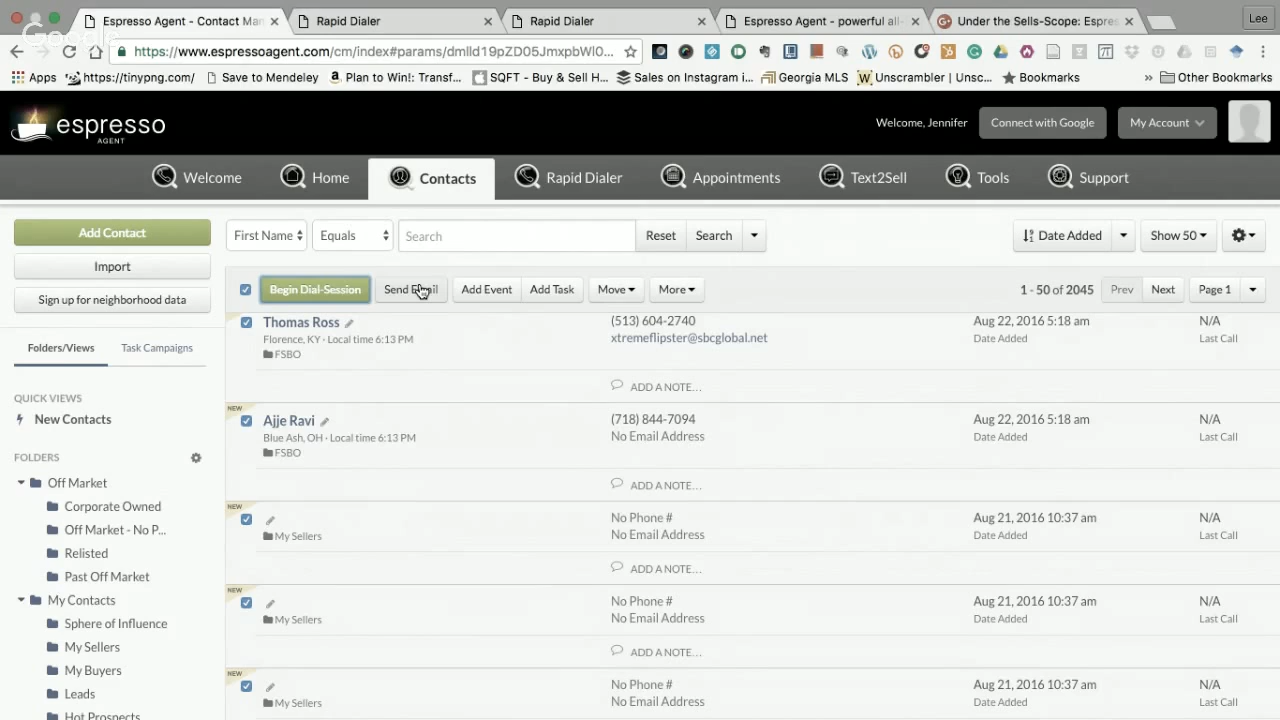 Google
Espresso Agent - Contact Man
Rapid Dialer
Rapid Dialer
Espresso Agent - powerful all-
Under the Sells-Scope: Espres
Lee
https://www.espressoagent.com/cm/index#params/dmlld19pZD05JmxpbWl0...
Apps
https://tinypng.com/
Save to Mendeley
Plan to Win!: Transf...
SQFT - Buy & Sell H...
Sales on Instagram i...
Georgia MLS
Unscrambler | Unsc...
Bookmarks
» Other Bookmarks
espresso
AGENT
Welcome, Jennifer
Connect with Google
My Account
Welcome
Home
Contacts
Rapid Dialer
Appointments
Text2Sell
Tools
Support
Add Contact
Import
Sign up for neighborhood data
Folders/Views
Task Campaigns
QUICK VIEWS
New Contacts
FOLDERS
Off Market
Corporate Owned
Off Market - No P...
Relisted
Past Off Market
My Contacts
Sphere of Influence
My Sellers
My Buyers
Leads
Hot Prospects
First Name
Equals
Search
Reset
Search
Date Added
Show 50
Begin Dial-Session
Send Email
Add Event
Add Task
Move
More
1 - 50 of 2045
Prev
Next
Page 1
Thomas Ross
(513) 604-2740
Aug 22, 2016 5:18 am
N/A
Florence, KY · Local time 6:13 PM
xtremeflipster@sbcglobal.net
Date Added
Last Call
FSBO
ADD A NOTE...
NEW
Ajje Ravi
(718) 844-7094
Aug 22, 2016 5:18 am
N/A
Blue Ash, OH · Local time 6:13 PM
No Email Address
Date Added
Last Call
FSBO
ADD A NOTE...
NEW
No Phone #
Aug 21, 2016 10:37 am
N/A
My Sellers
No Email Address
Date Added
Last Call
ADD A NOTE...
NEW
No Phone #
Aug 21, 2016 10:37 am
N/A
My Sellers
No Email Address
Date Added
Last Call
ADD A NOTE...
NEW
No Phone #
Aug 21, 2016 10:37 am
N/A
My Sellers
No Email Address
Date Added
Last Call